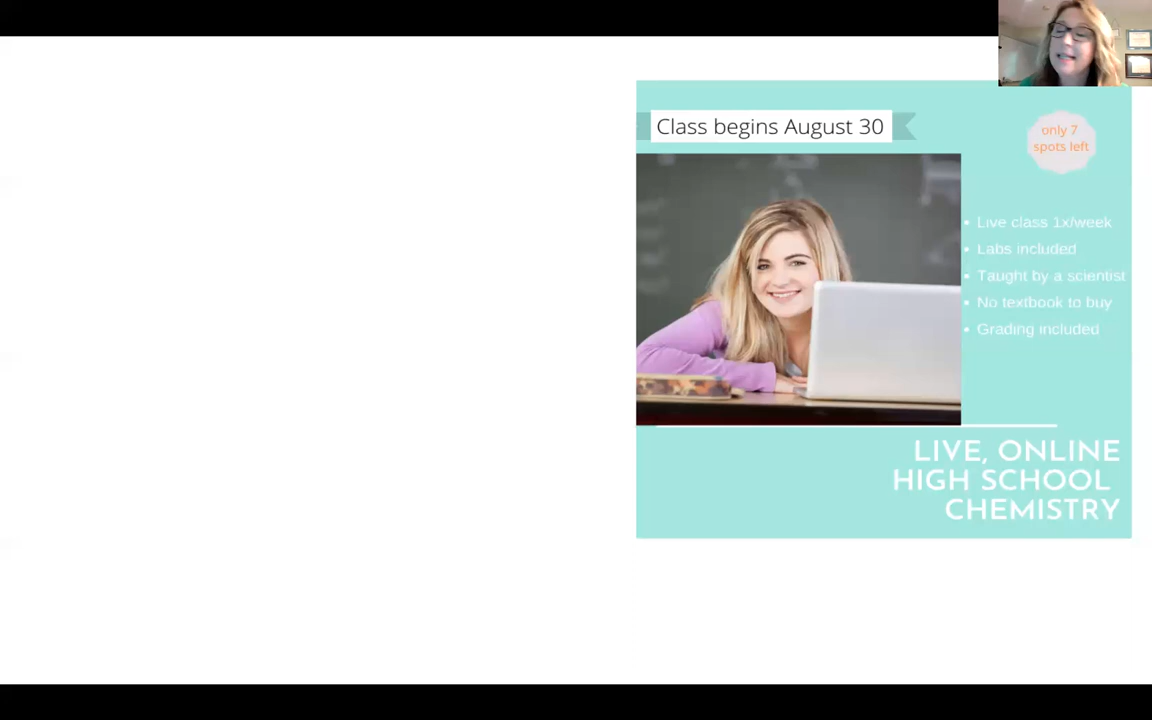 Class begins August 30
only 7
spots left
• Live class 1x/week
• Labs included
• Taught by a scientist
• No textbook to buy
• Grading included
LIVE, ONLINE
HIGH SCHOOL
CHEMISTRY